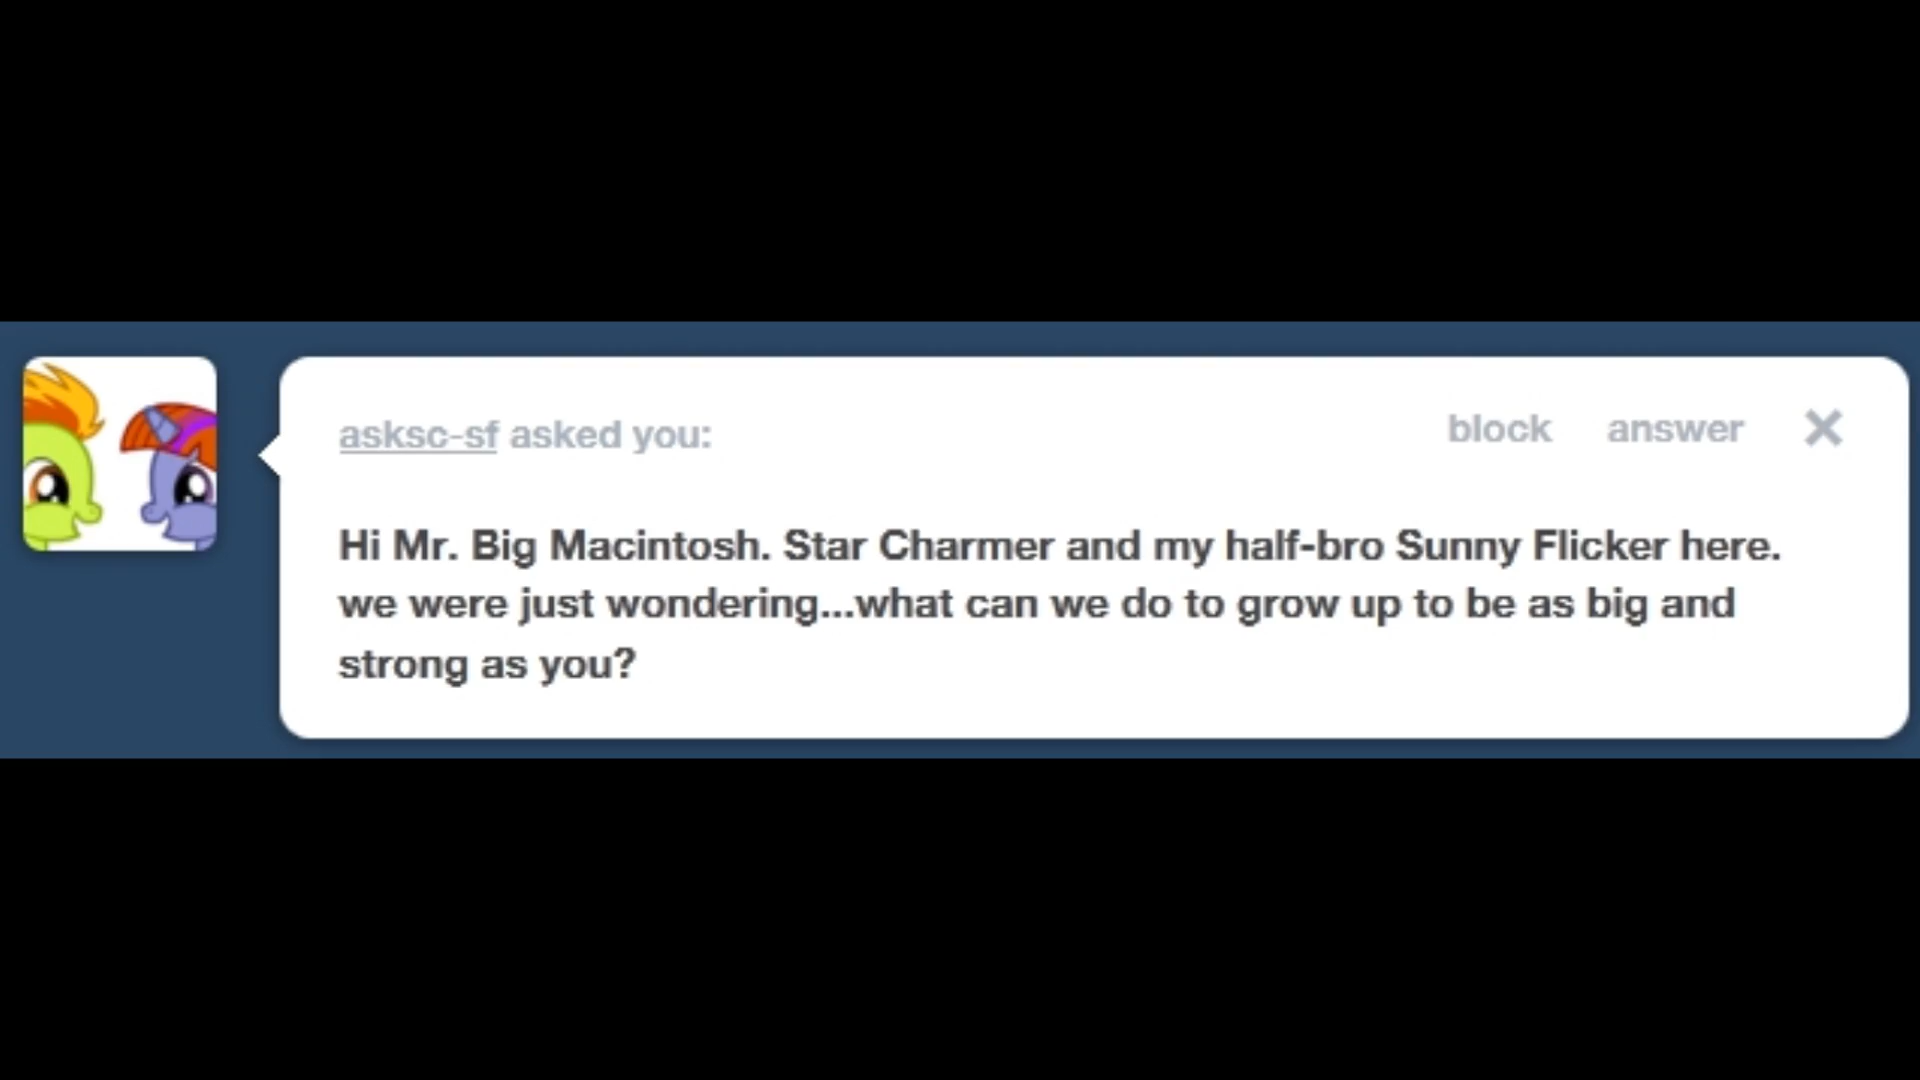 asksc-sf asked you:
block answer ×
Hi Mr. Big Macintosh. Star Charmer and my half-bro Sunny Flicker here.
we were just wondering...what can we do to grow up to be as big and
strong as you?